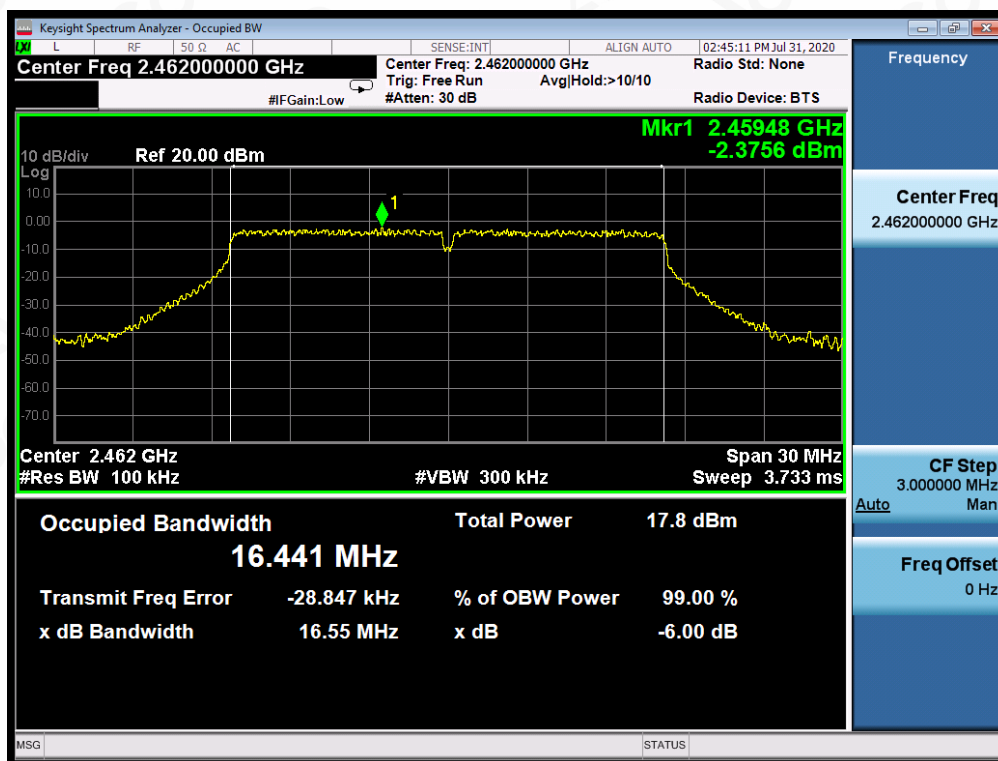 Keysight Spectrum Analyzer - Occupied BW
LXI L RF 50 Ω AC SENSE:INT ALIGN AUTO 02:45:11 PM Jul 31, 2020
Center Freq 2.462000000 GHz
Center Freq: 2.462000000 GHz
Radio Std: None
Trig: Free Run Avg|Hold:>10/10
#IFGain:Low
#Atten: 30 dB
Radio Device: BTS
Mkr1 2.45948 GHz
-2.3756 dBm
10 dB/div Ref 20.00 dBm
Log
10.0
0.00
-10.0
-20.0
-30.0
-40.0
-50.0
-60.0
-70.0
1
Center 2.462 GHz Span 30 MHz
#Res BW 100 kHz #VBW 300 kHz Sweep 3.733 ms
Occupied Bandwidth Total Power 17.8 dBm
16.441 MHz
Transmit Freq Error -28.847 kHz % of OBW Power 99.00 %
x dB Bandwidth 16.55 MHz x dB -6.00 dB
Frequency
Center Freq
2.462000000 GHz
CF Step
3.000000 MHz
Auto Man
Freq Offset
0 Hz
MSG STATUS